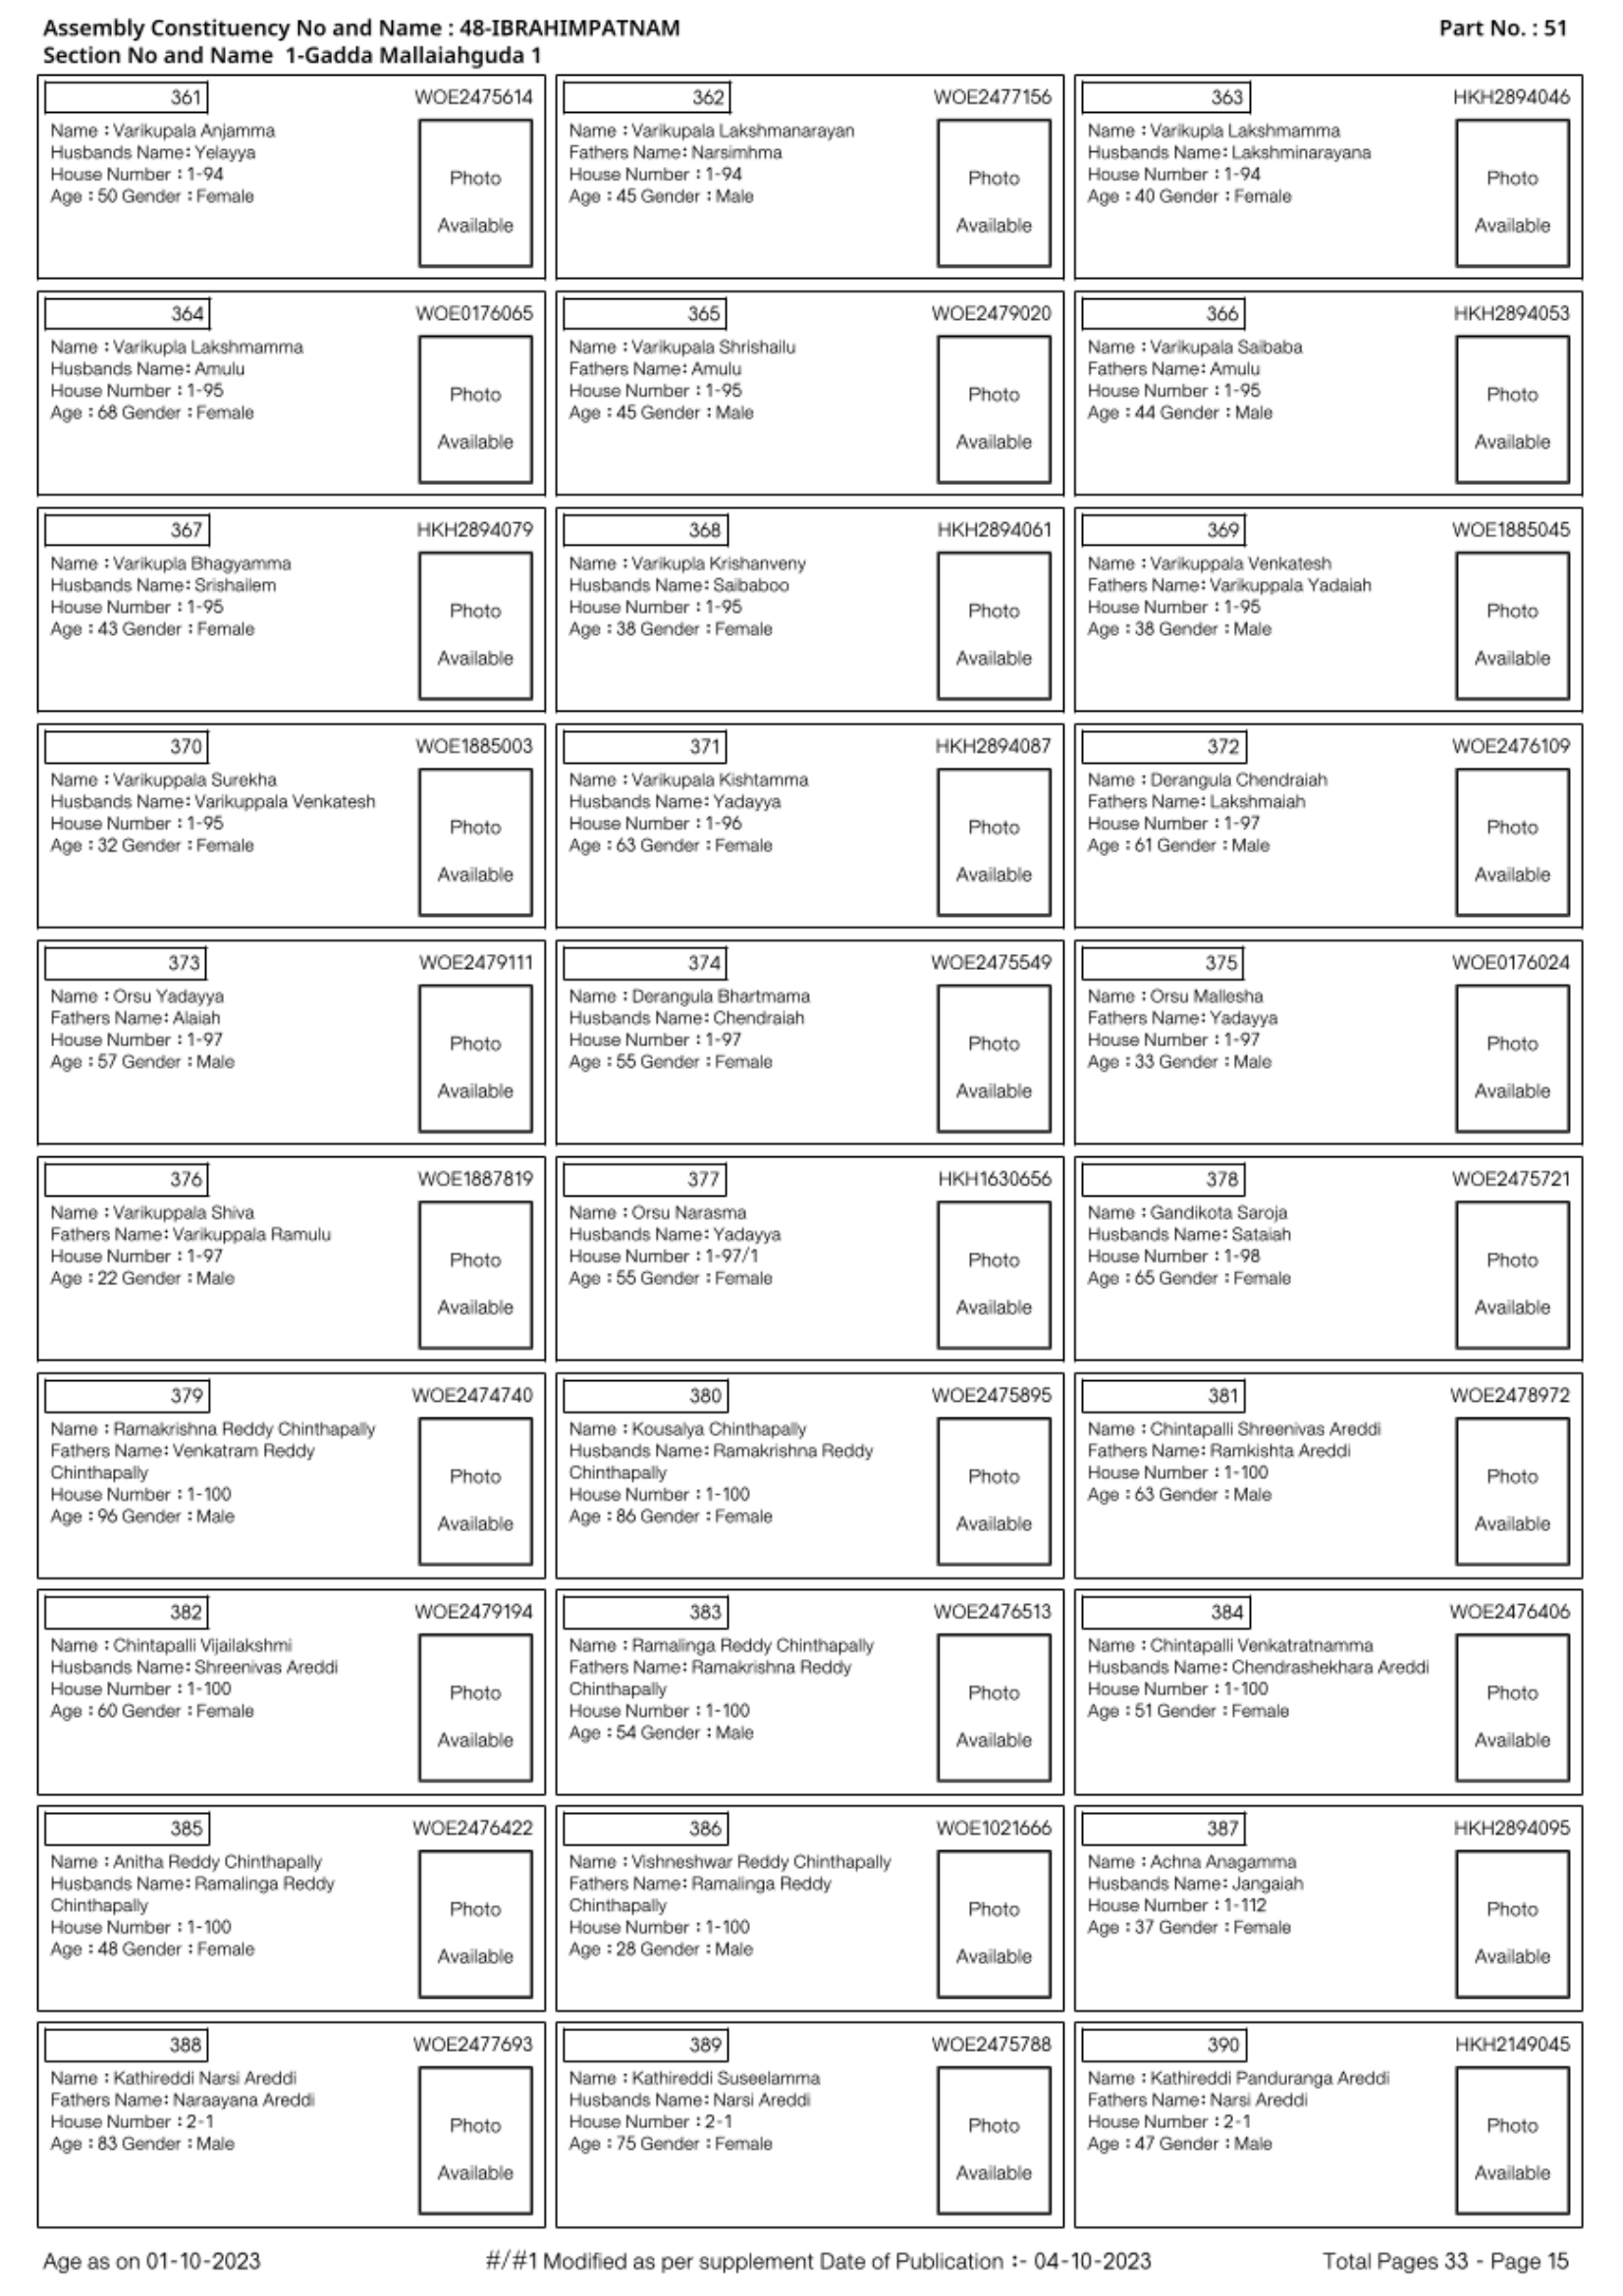 Assembly Constituency No and Name : 48-IBRAHIMPATNAM Part No. : 51
Section No and Name 1-Gadda Mallaiahguda 1
361 WOE2475614
Name : Varikupala Anjamma
Husbands Name: Yelayya
House Number : 1-94
Age : 50 Gender : Female
Photo
Available
362 WOE2477156
Name : Varikupala Lakshmanarayan
Fathers Name: Narsimhma
House Number : 1-94
Age : 45 Gender : Male
Photo
Available
363 HKH2894046
Name : Varikupla Lakshmamma
Husbands Name: Lakshminarayana
House Number : 1-94
Age : 40 Gender : Female
Photo
Available
364 WOE0176065
Name : Varikupla Lakshmamma
Husbands Name: Amulu
House Number : 1-95
Age : 68 Gender : Female
Photo
Available
365 WOE2479020
Name : Varikupala Shrishailu
Fathers Name: Amulu
House Number : 1-95
Age : 45 Gender : Male
Photo
Available
366 HKH2894053
Name : Varikupala Saibaba
Fathers Name: Amulu
House Number : 1-95
Age : 44 Gender : Male
Photo
Available
367 HKH2894079
Name : Varikupla Bhagyamma
Husbands Name: Srishailem
House Number : 1-95
Age : 43 Gender : Female
Photo
Available
368 HKH2894061
Name : Varikupla Krishanveny
Husbands Name: Saibaboo
House Number : 1-95
Age : 38 Gender : Female
Photo
Available
369 WOE1885045
Name : Varikuppala Venkatesh
Fathers Name: Varikuppala Yadaiah
House Number : 1-95
Age : 38 Gender : Male
Photo
Available
370 WOE1885003
Name : Varikuppala Surekha
Husbands Name: Varikuppala Venkatesh
House Number : 1-95
Age : 32 Gender : Female
Photo
Available
371 HKH2894087
Name : Varikupala Kishtamma
Husbands Name: Yadayya
House Number : 1-96
Age : 63 Gender : Female
Photo
Available
372 WOE2476109
Name : Derangula Chendraiah
Fathers Name: Lakshmaiah
House Number : 1-97
Age : 61 Gender : Male
Photo
Available
373 WOE2479111
Name : Orsu Yadayya
Fathers Name: Alaiah
House Number : 1-97
Age : 57 Gender : Male
Photo
Available
374 WOE2475549
Name : Derangula Bhartmama
Husbands Name: Chendraiah
House Number : 1-97
Age : 55 Gender : Female
Photo
Available
375 WOE0176024
Name : Orsu Mallesha
Fathers Name: Yadayya
House Number : 1-97
Age : 33 Gender : Male
Photo
Available
376 WOE1887819
Name : Varikuppala Shiva
Fathers Name: Varikuppala Ramulu
House Number : 1-97
Age : 22 Gender : Male
Photo
Available
377 HKH1630656
Name : Orsu Narasma
Husbands Name: Yadayya
House Number : 1-97/1
Age : 55 Gender : Female
Photo
Available
378 WOE2475721
Name : Gandikota Saroja
Husbands Name: Sataiah
House Number : 1-98
Age : 65 Gender : Female
Photo
Available
379 WOE2474740
Name : Ramakrishna Reddy Chinthapally
Fathers Name: Venkatram Reddy
Chinthapally
House Number : 1-100
Age : 96 Gender : Male
Photo
Available
380 WOE2475895
Name : Kousalya Chinthapally
Husbands Name: Ramakrishna Reddy
Chinthapally
House Number : 1-100
Age : 86 Gender : Female
Photo
Available
381 WOE2478972
Name : Chintapalli Shreenivas Areddi
Fathers Name: Ramkishta Areddi
House Number : 1-100
Age : 63 Gender : Male
Photo
Available
382 WOE2479194
Name : Chintapalli Vijailakshmi
Husbands Name: Shreenivas Areddi
House Number : 1-100
Age : 60 Gender : Female
Photo
Available
383 WOE2476513
Name : Ramalinga Reddy Chinthapally
Fathers Name: Ramakrishna Reddy
Chinthapally
House Number : 1-100
Age : 54 Gender : Male
Photo
Available
384 WOE2476406
Name : Chintapalli Venkatratnamma
Husbands Name: Chendrashekhara Areddi
House Number : 1-100
Age : 51 Gender : Female
Photo
Available
385 WOE2476422
Name : Anitha Reddy Chinthapally
Husbands Name: Ramalinga Reddy
Chinthapally
House Number : 1-100
Age : 48 Gender : Female
Photo
Available
386 WOE1021666
Name : Vishneshwar Reddy Chinthapally
Fathers Name: Ramalinga Reddy
Chinthapally
House Number : 1-100
Age : 28 Gender : Male
Photo
Available
387 HKH2894095
Name : Achna Anagamma
Husbands Name: Jangaiah
House Number : 1-112
Age : 37 Gender : Female
Photo
Available
388 WOE2477693
Name : Kathireddi Narsi Areddi
Fathers Name: Naraayana Areddi
House Number : 2-1
Age : 83 Gender : Male
Photo
Available
389 WOE2475788
Name : Kathireddi Suseelamma
Husbands Name: Narsi Areddi
House Number : 2-1
Age : 75 Gender : Female
Photo
Available
390 HKH2149045
Name : Kathireddi Panduranga Areddi
Fathers Name: Narsi Areddi
House Number : 2-1
Age : 47 Gender : Male
Photo
Available
Age as on 01-10-2023 #/#1 Modified as per supplement Date of Publication :- 04-10-2023 Total Pages 33 - Page 15